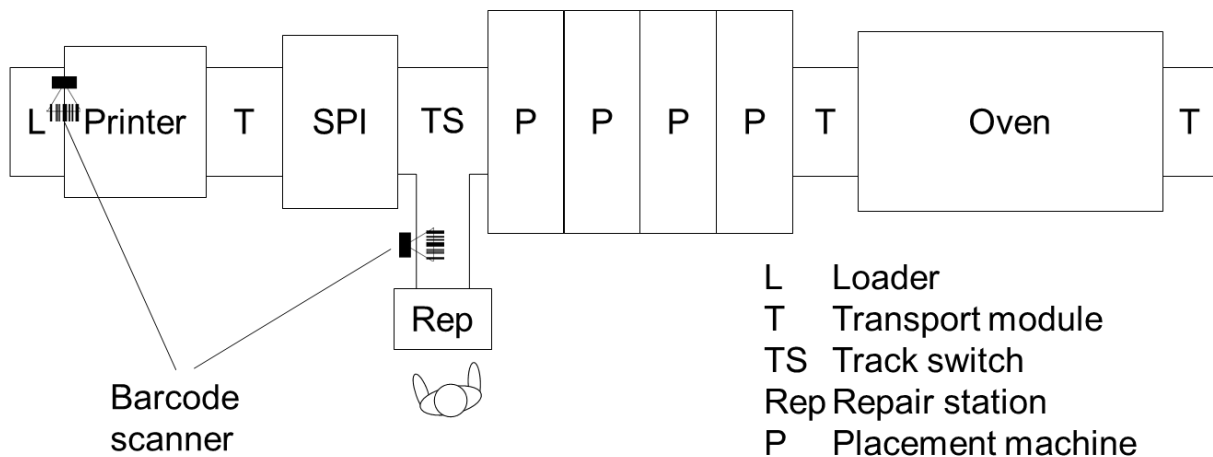 L Printer T SPI TS P P P P T Oven T
Rep
Barcode
scanner
L Loader
T Transport module
TS Track switch
Rep Repair station
P Placement machine